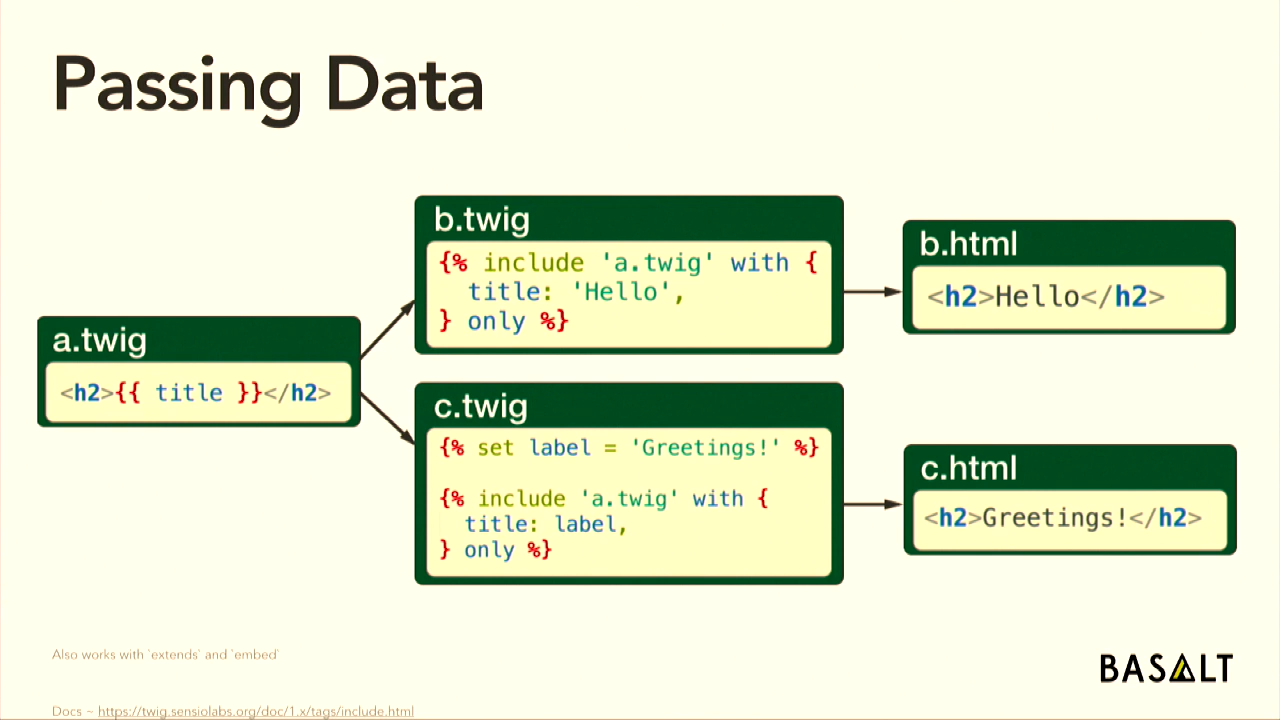 Passing Data
a.twig
<h2>{{ title }}</h2>
b.twig
{% include 'a.twig' with {
  title: 'Hello',
} only %}
b.html
<h2>Hello</h2>
c.twig
{% set label = 'Greetings!' %}
{% include 'a.twig' with {
  title: label,
} only %}
c.html
<h2>Greetings!</h2>
Also works with `extends` and `embed`
BASALT
Docs ~ https://twig.sensiolabs.org/doc/1.x/tags/include.html